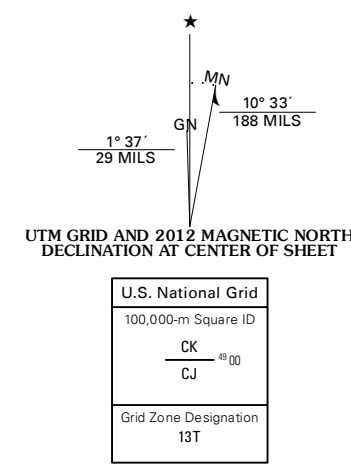 ★
MN
GN
10° 33´
188 MILS
1° 37´
29 MILS
UTM GRID AND 2012 MAGNETIC NORTH
DECLINATION AT CENTER OF SHEET
U.S. National Grid
100,000-m Square ID
CK
49 00
CJ
Grid Zone Designation
13T